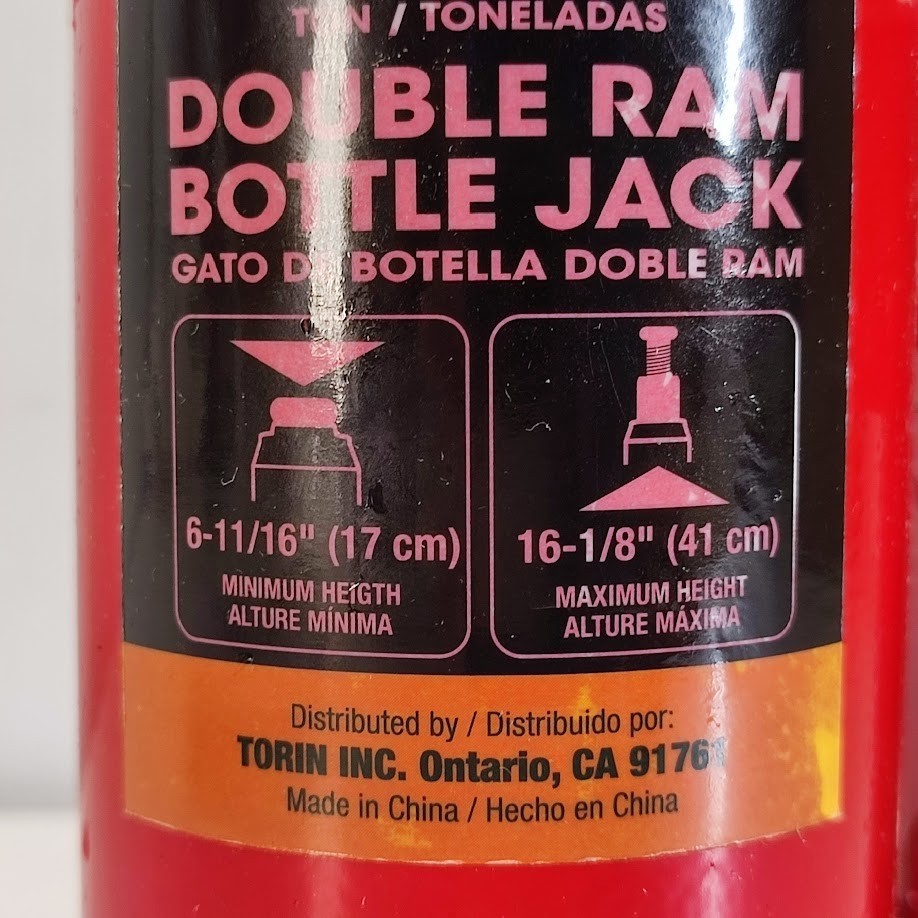 TON / TONELADAS
DOUBLE RAM
BOTTLE JACK
GATO DE BOTELLA DOBLE RAM
6-11/16" (17 cm)
MINIMUM HEIGTH
ALTURE MÍNIMA
16-1/8" (41 cm)
MAXIMUM HEIGHT
ALTURE MÁXIMA
Distributed by / Distribuido por:
TORIN INC. Ontario, CA 91761
Made in China / Hecho en China